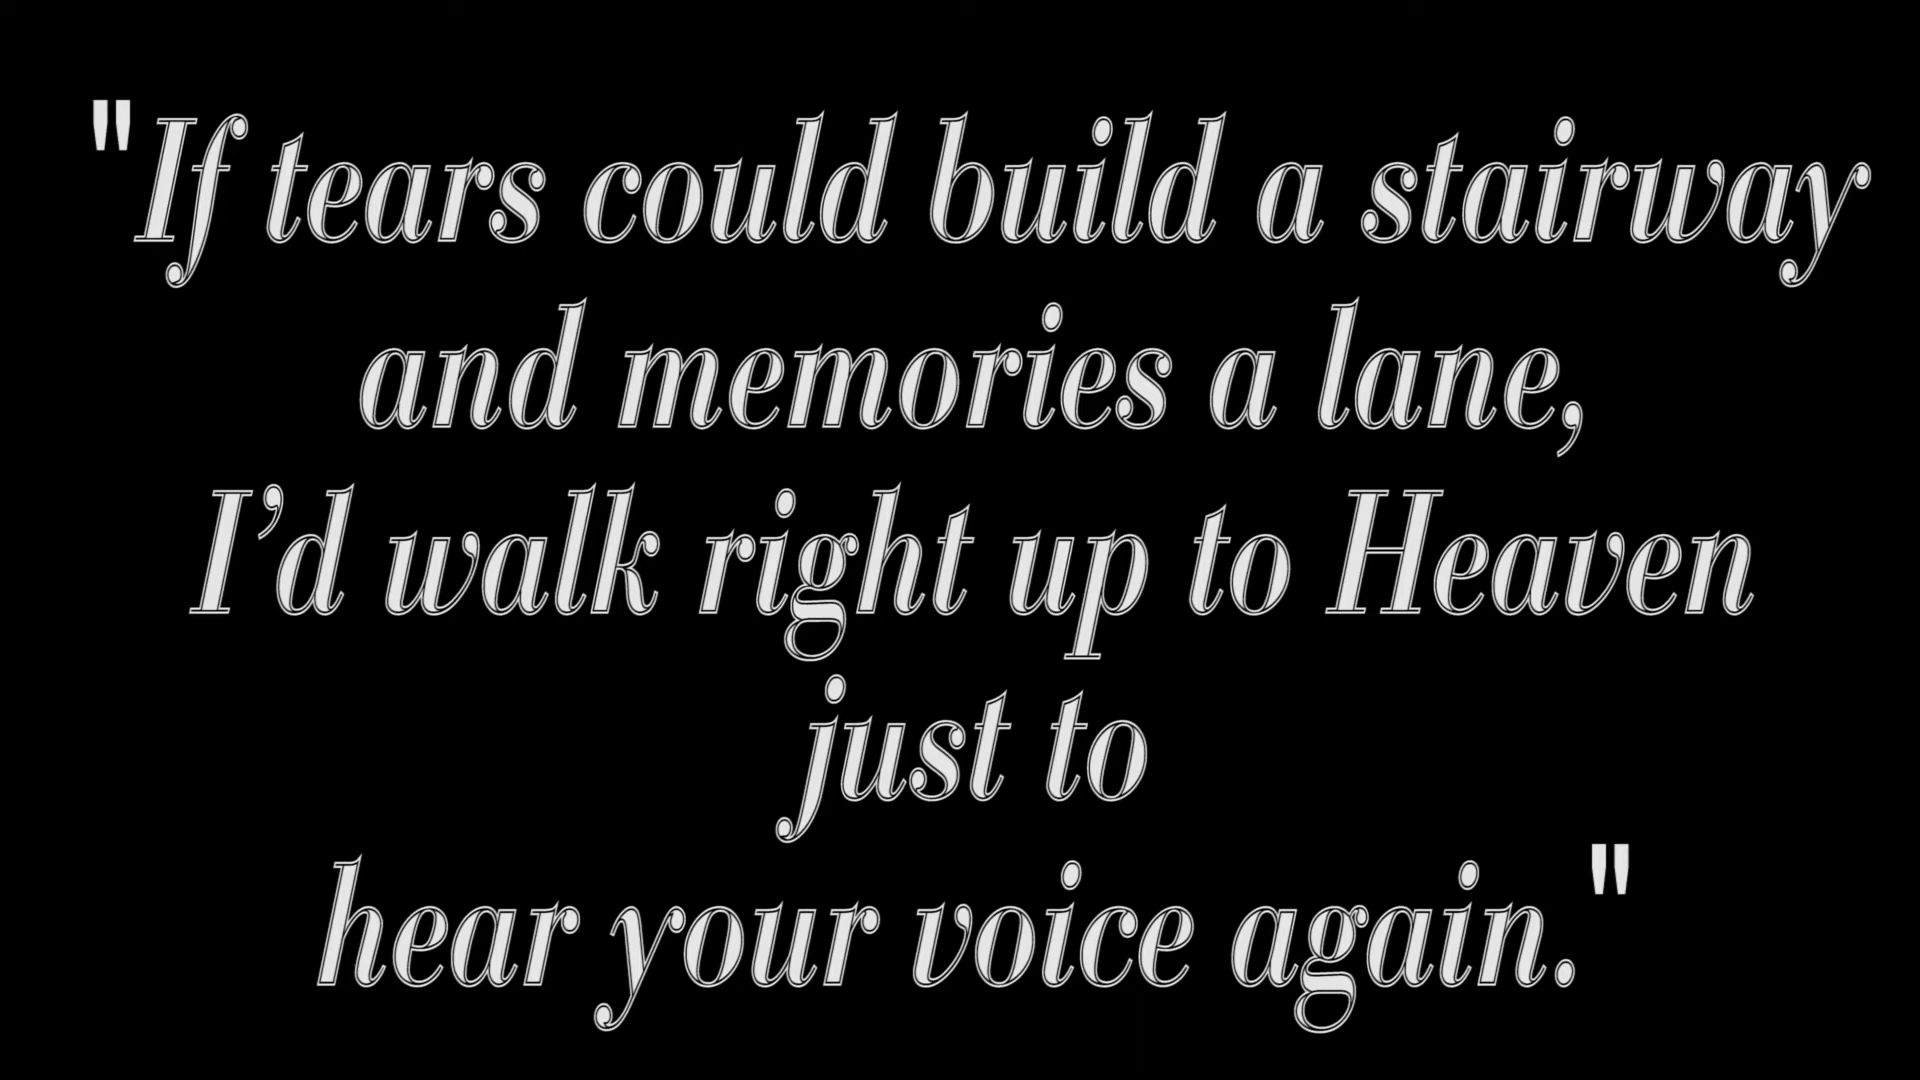 "If tears could build a stairway
and memories a lane,
I’d walk right up to Heaven
just to
hear your voice again."